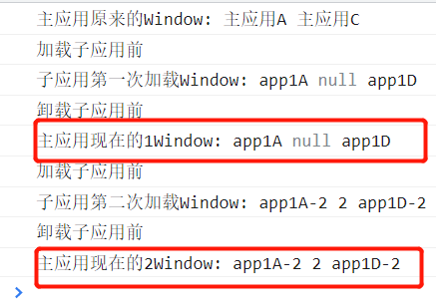 主应用原来的Window: 主应用A 主应用C
加载子应用前
子应用第一次加载Window: app1A null app1D
卸载子应用前
主应用现在的1Window: app1A null app1D
加载子应用前
子应用第二次加载Window: app1A-2 2 app1D-2
卸载子应用前
主应用现在的2Window: app1A-2 2 app1D-2